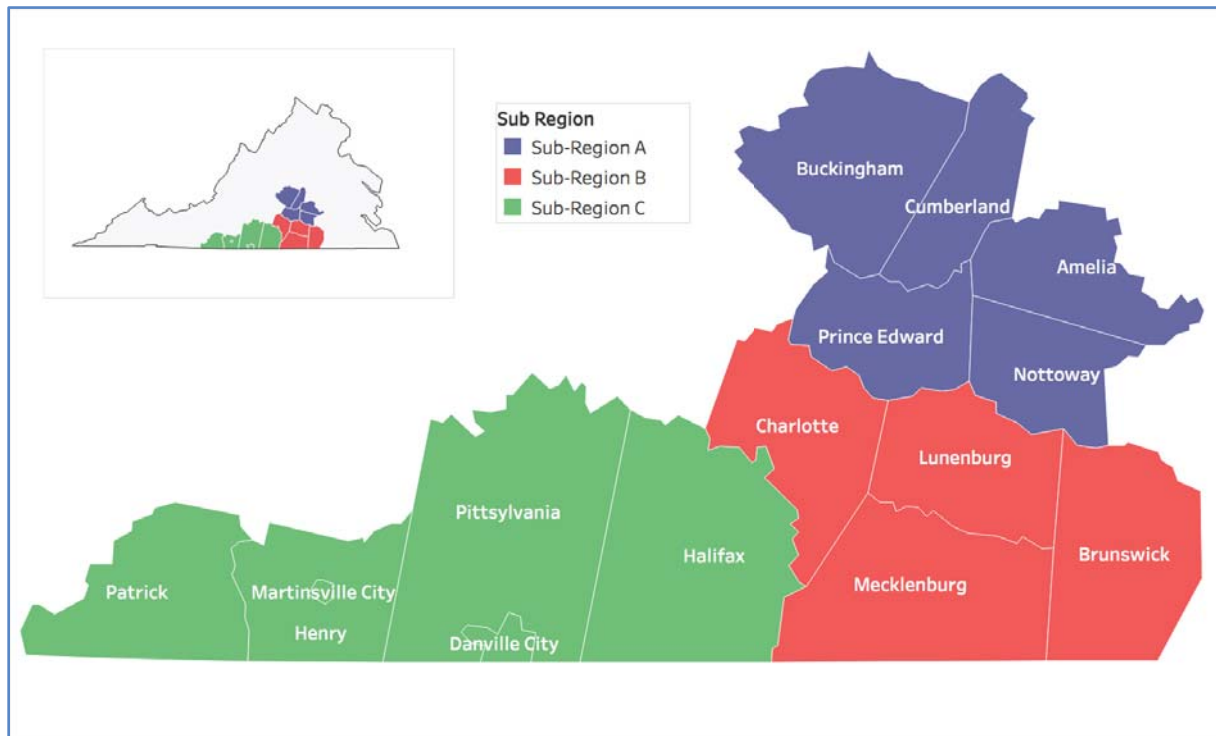 Sub Region
Sub-Region A
Sub-Region B
Sub-Region C
Buckingham
Cumberland
Amelia
Prince Edward
Nottoway
Charlotte
Lunenburg
Pittsylvania
Halifax
Brunswick
Mecklenburg
Patrick
Martinsville City
Henry
Danville City